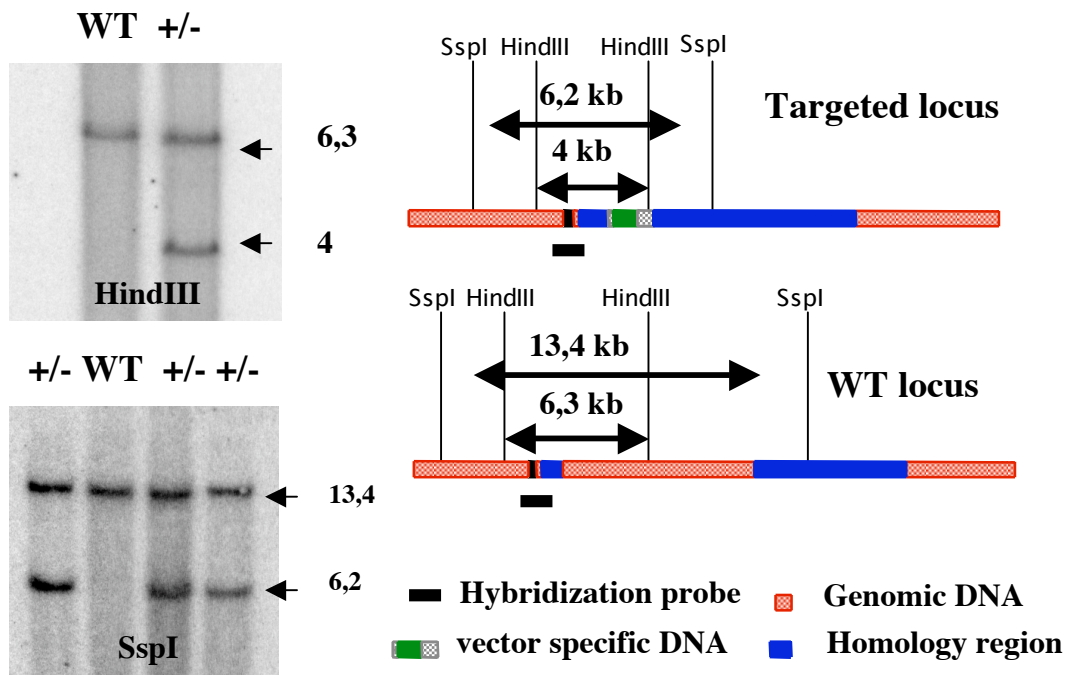 WT +/-
6,3
4
HindIII
+/- WT +/- +/-
13,4
6,2
SspI
SspI HindIII HindIII SspI
6,2 kb
Targeted locus
4 kb
SspI HindIII HindIII SspI
13,4 kb
WT locus
6,3 kb
Hybridization probe
Genomic DNA
vector specific DNA
Homology region